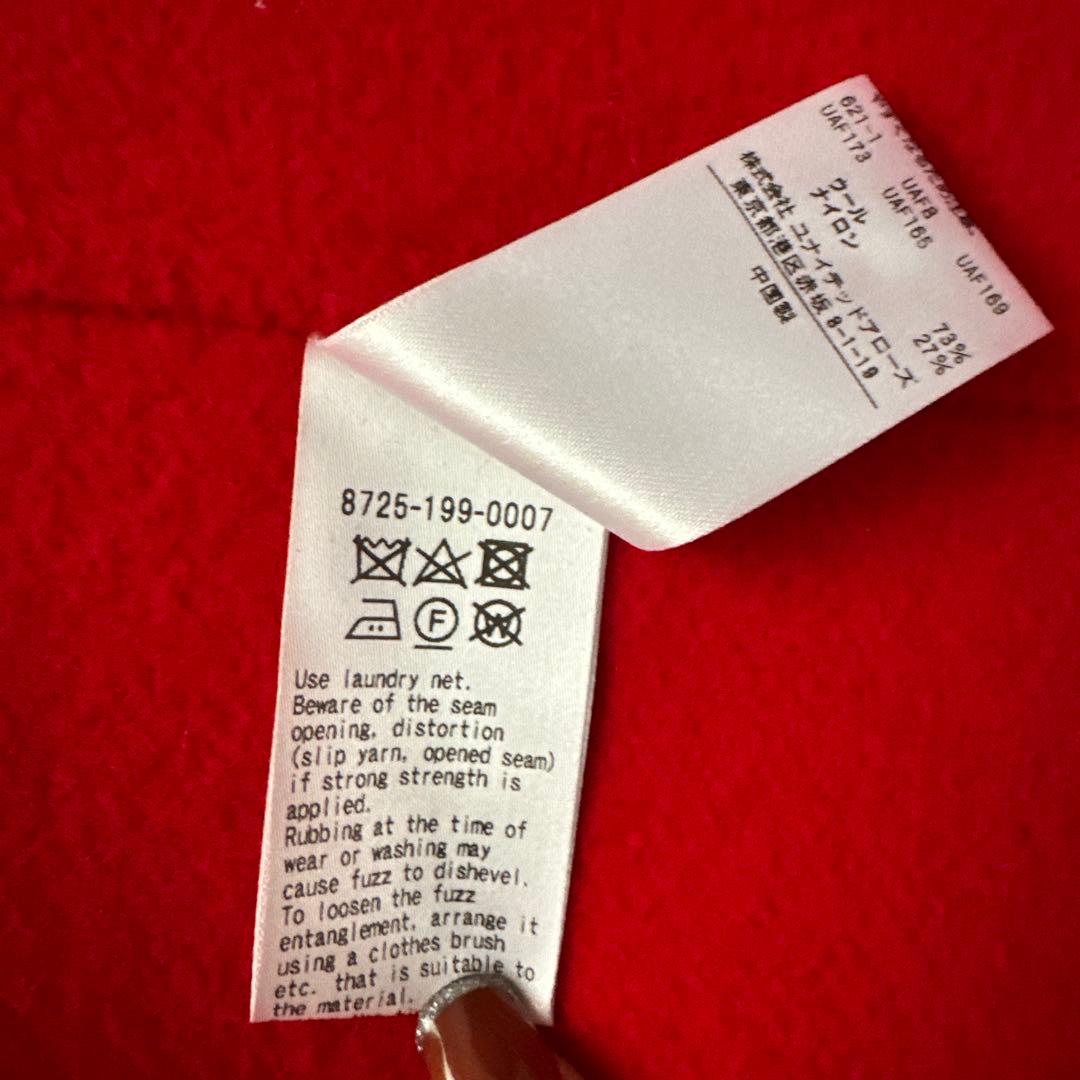 8725-199-0007
F
W
Use laundry net.
Beware of the seam
opening, distortion
(slip yarn, opened seam)
if strong strength is
applied.
Rubbing at the time of
wear or washing may
cause fuzz to dishevel.
To loosen the fuzz
entanglement, arrange it
using a clothes brush
etc. that is suitable to
the material.
621-1 UAF8 UAF169
UAF173 UAF165
ウール 73%
ナイロン 27%
株式会社 ユナイテッドアローズ
東京都港区赤坂 8-1-19
中国製